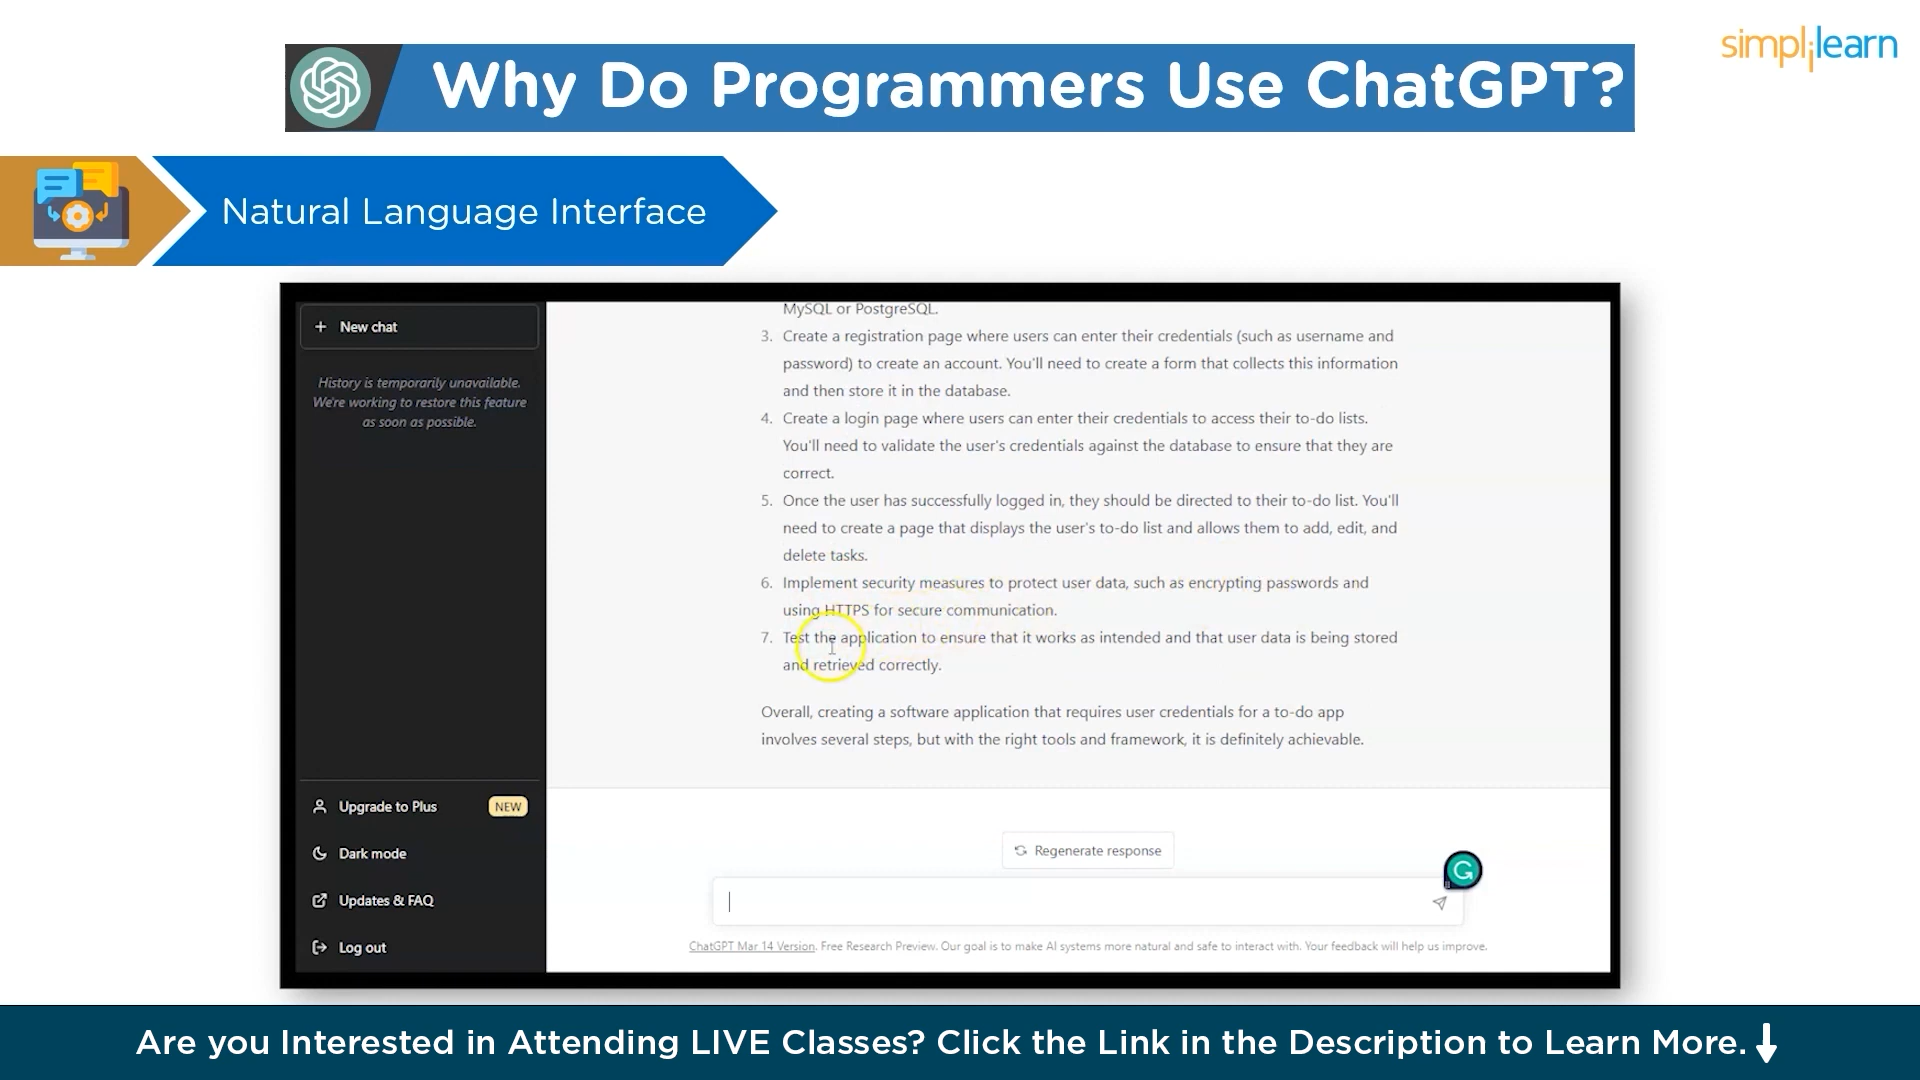 simplilearn
Why Do Programmers Use ChatGPT?
Natural Language Interface
+ New chat
History is temporarily unavailable.
We're working to restore this feature
as soon as possible.
Upgrade to Plus NEW
Dark mode
Updates & FAQ
Log out
MySQL or PostgreSQL.
3. Create a registration page where users can enter their credentials (such as username and
password) to create an account. You'll need to create a form that collects this information
and then store it in the database.
4. Create a login page where users can enter their credentials to access their to-do lists.
You'll need to validate the user's credentials against the database to ensure that they are
correct.
5. Once the user has successfully logged in, they should be directed to their to-do list. You'll
need to create a page that displays the user's to-do list and allows them to add, edit, and
delete tasks.
6. Implement security measures to protect user data, such as encrypting passwords and
using HTTPS for secure communication.
7. Test the application to ensure that it works as intended and that user data is being stored
and retrieved correctly.
Overall, creating a software application that requires user credentials for a to-do app
involves several steps, but with the right tools and framework, it is definitely achievable.
Regenerate response
G
ChatGPT Mar 14 Version. Free Research Preview. Our goal is to make AI systems more natural and safe to interact with. Your feedback will help us improve.
Are you Interested in Attending LIVE Classes? Click the Link in the Description to Learn More.